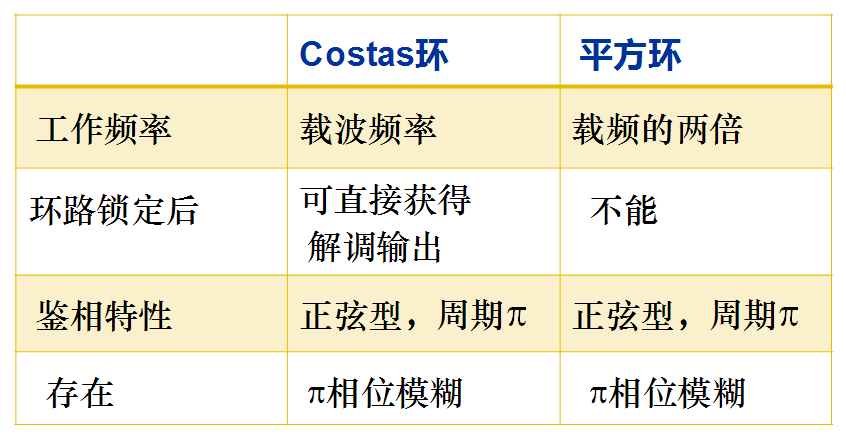 Costas环 平方环
工作频率 载波频率 载频的两倍
环路锁定后 可直接获得 不能
解调输出
鉴相特性 正弦型，周期π 正弦型，周期π
存在 π相位模糊 π相位模糊